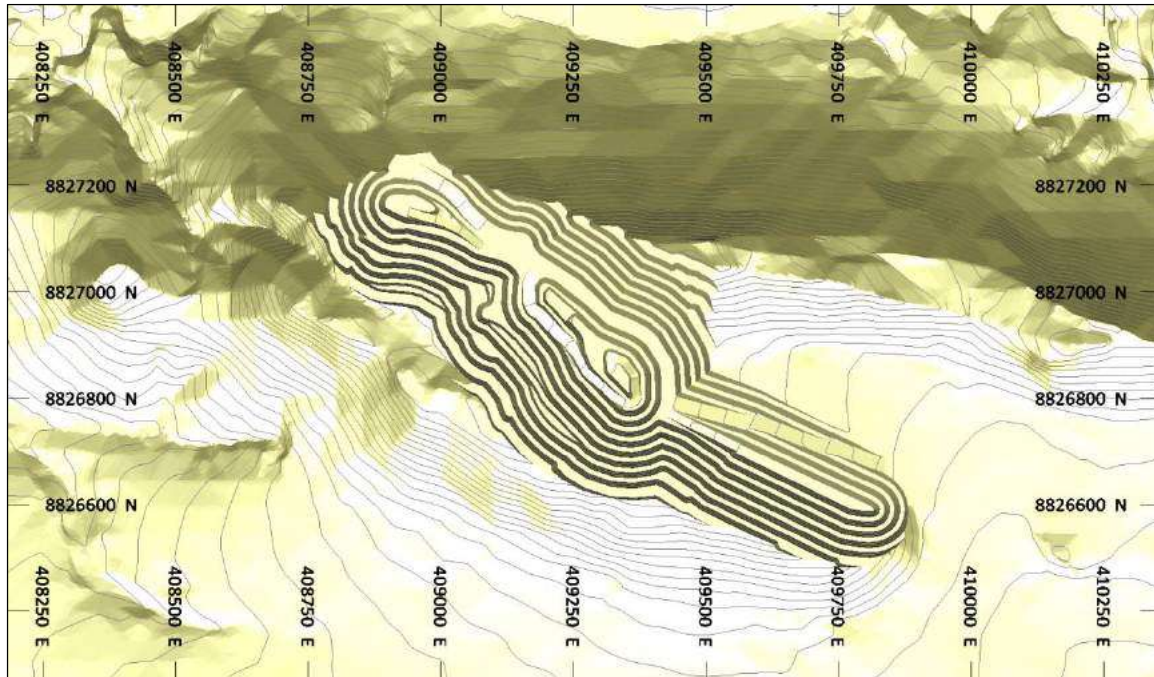 408250 E
408500 E
408750 E
409000 E
409250 E
409500 E
409750 E
410000 E
410250 E
8827200 N
8827200 N
8827000 N
8827000 N
8826800 N
8826800 N
8826600 N
8826600 N
408250 E
408500 E
408750 E
409000 E
409250 E
409500 E
409750 E
410000 E
410250 E